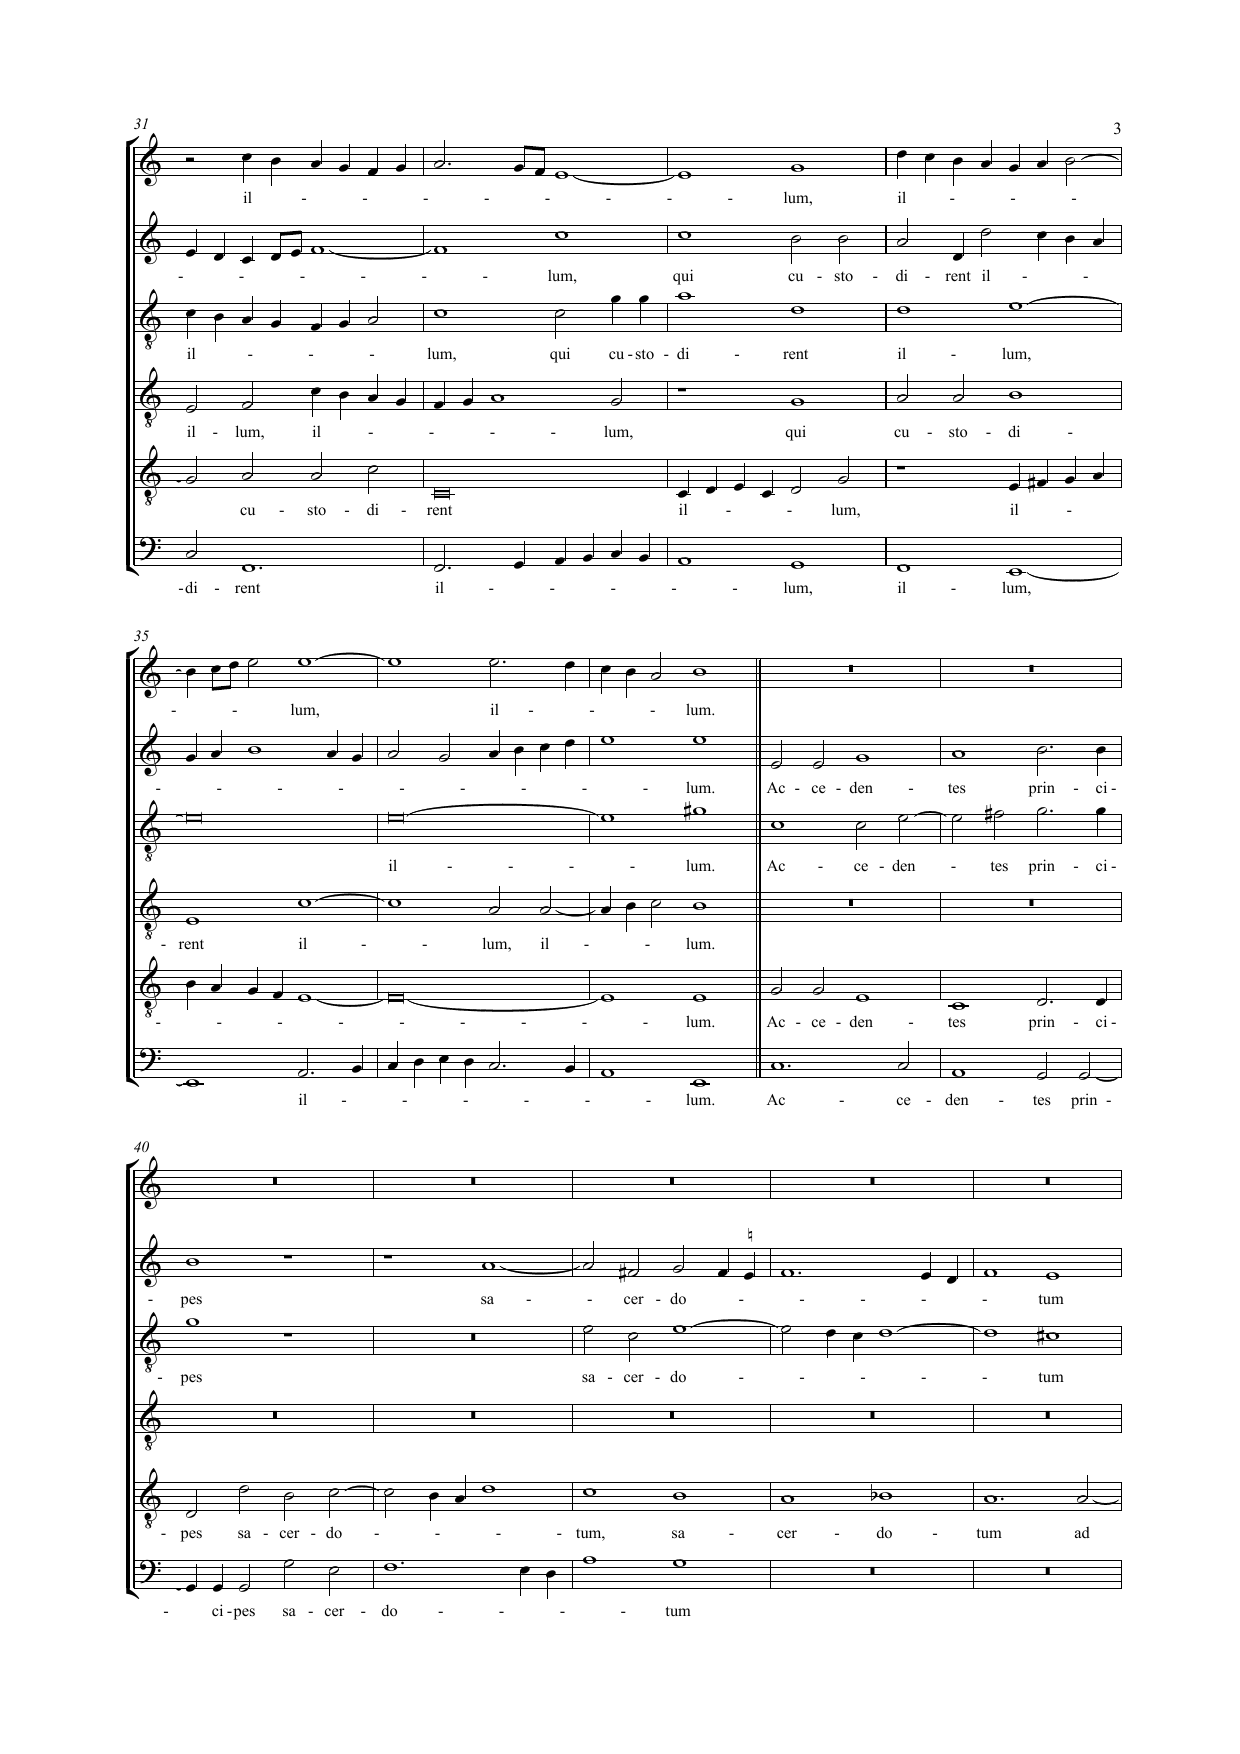 31
3
il - - - - - - - - lum, il - - -
- - - - - - lum, qui cu - sto - di - rent il - -
il - - - lum, qui cu - sto - di - rent il - lum,
il - lum, il - - - - lum, qui cu - sto - di -
cu - sto - di - rent il - - lum, il -
- di - rent il - - - - - lum, il - lum,
35
- - lum, il - - - lum.
- - - - - - - - - lum. Ac - ce - den - tes prin - ci -
il - - - - lum. Ac - ce - den - tes prin - ci -
- rent il - - lum, il - - lum.
- - - - - - - - - lum. Ac - ce - den - tes prin - ci -
il - - - - - - lum. Ac - ce - den - tes prin -
40
- pes sa - - cer - do - - - - - tum
- pes sa - cer - do - - - - - tum
- pes sa - cer - do - - - - tum, sa - cer - do - tum ad
- ci - pes sa - cer - do - - - - tum